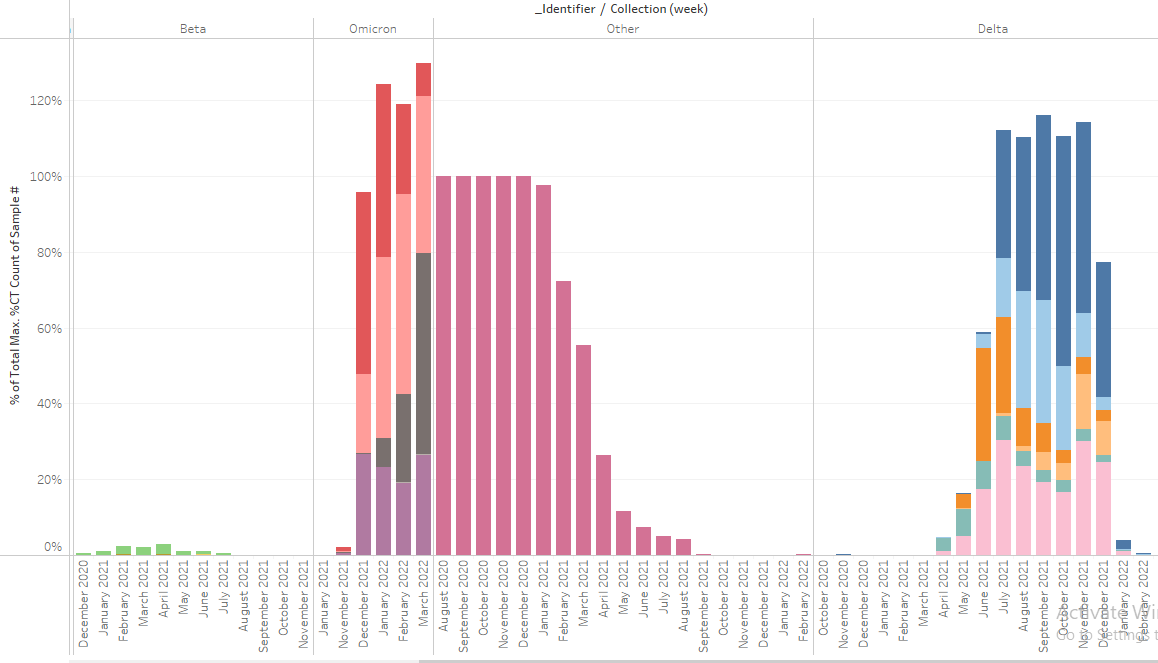 _Identifier / Collection (week)
Beta
Omicron
Other
Delta
% of Total Max. %CT Count of Sample #
120%
100%
80%
60%
40%
20%
0%
December 2020
January 2021
February 2021
March 2021
April 2021
May 2021
June 2021
July 2021
August 2021
September 2021
October 2021
November 2021
January 2021
November 2021
December 2021
January 2022
February 2022
March 2022
August 2020
September 2020
October 2020
November 2020
December 2020
January 2021
February 2021
March 2021
April 2021
May 2021
June 2021
July 2021
August 2021
September 2021
October 2021
November 2021
December 2021
January 2022
February 2022
October 2020
November 2020
December 2020
January 2021
February 2021
March 2021
April 2021
May 2021
June 2021
July 2021
August 2021
September 2021
October 2021
November 2021
December 2021
January 2022
February 2022
Activate Wi
Go to Settings t